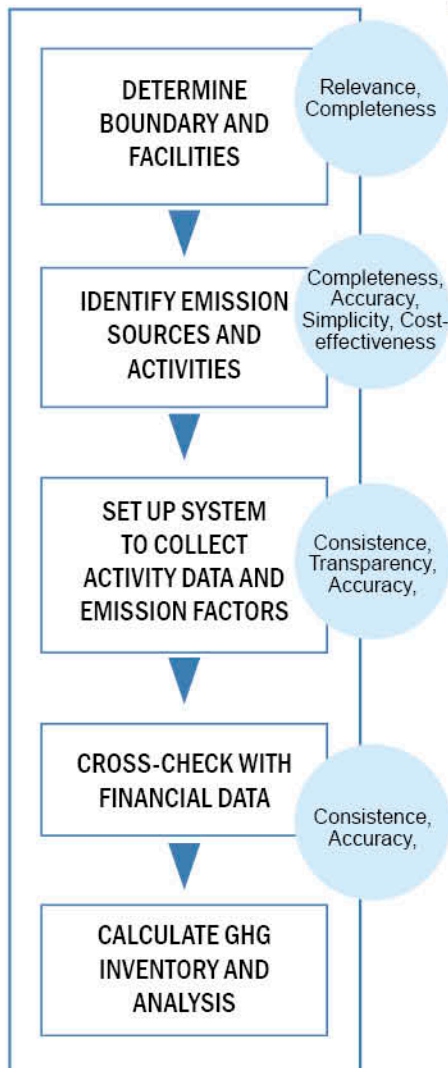 DETERMINE
BOUNDARY AND
FACILITIES
Relevance,
Completeness
IDENTIFY EMISSION
SOURCES AND
ACTIVITIES
Completeness,
Accuracy,
Simplicity, Cost-
effectiveness
SET UP SYSTEM
TO COLLECT
ACTIVITY DATA AND
EMISSION FACTORS
Consistence,
Transparency,
Accuracy,
CROSS-CHECK WITH
FINANCIAL DATA
Consistence,
Accuracy,
CALCULATE GHG
INVENTORY AND
ANALYSIS